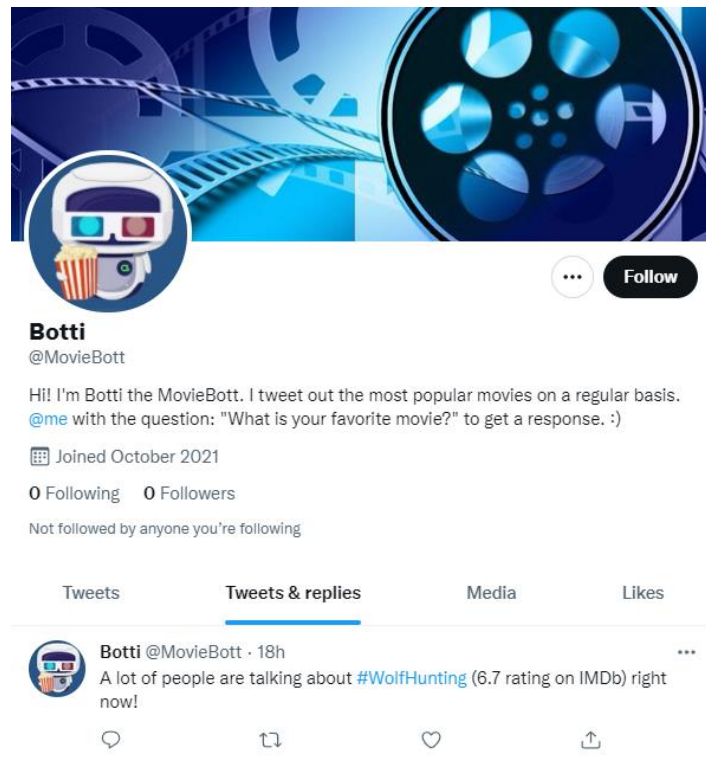 Follow
Botti
@MovieBott
Hi! I'm Botti the MovieBott. I tweet out the most popular movies on a regular basis.
@me with the question: "What is your favorite movie?" to get a response. :)
Joined October 2021
0 Following 0 Followers
Not followed by anyone you're following
Tweets Tweets & replies Media Likes
Botti @MovieBott · 18h
A lot of people are talking about #WolfHunting (6.7 rating on IMDb) right
now!